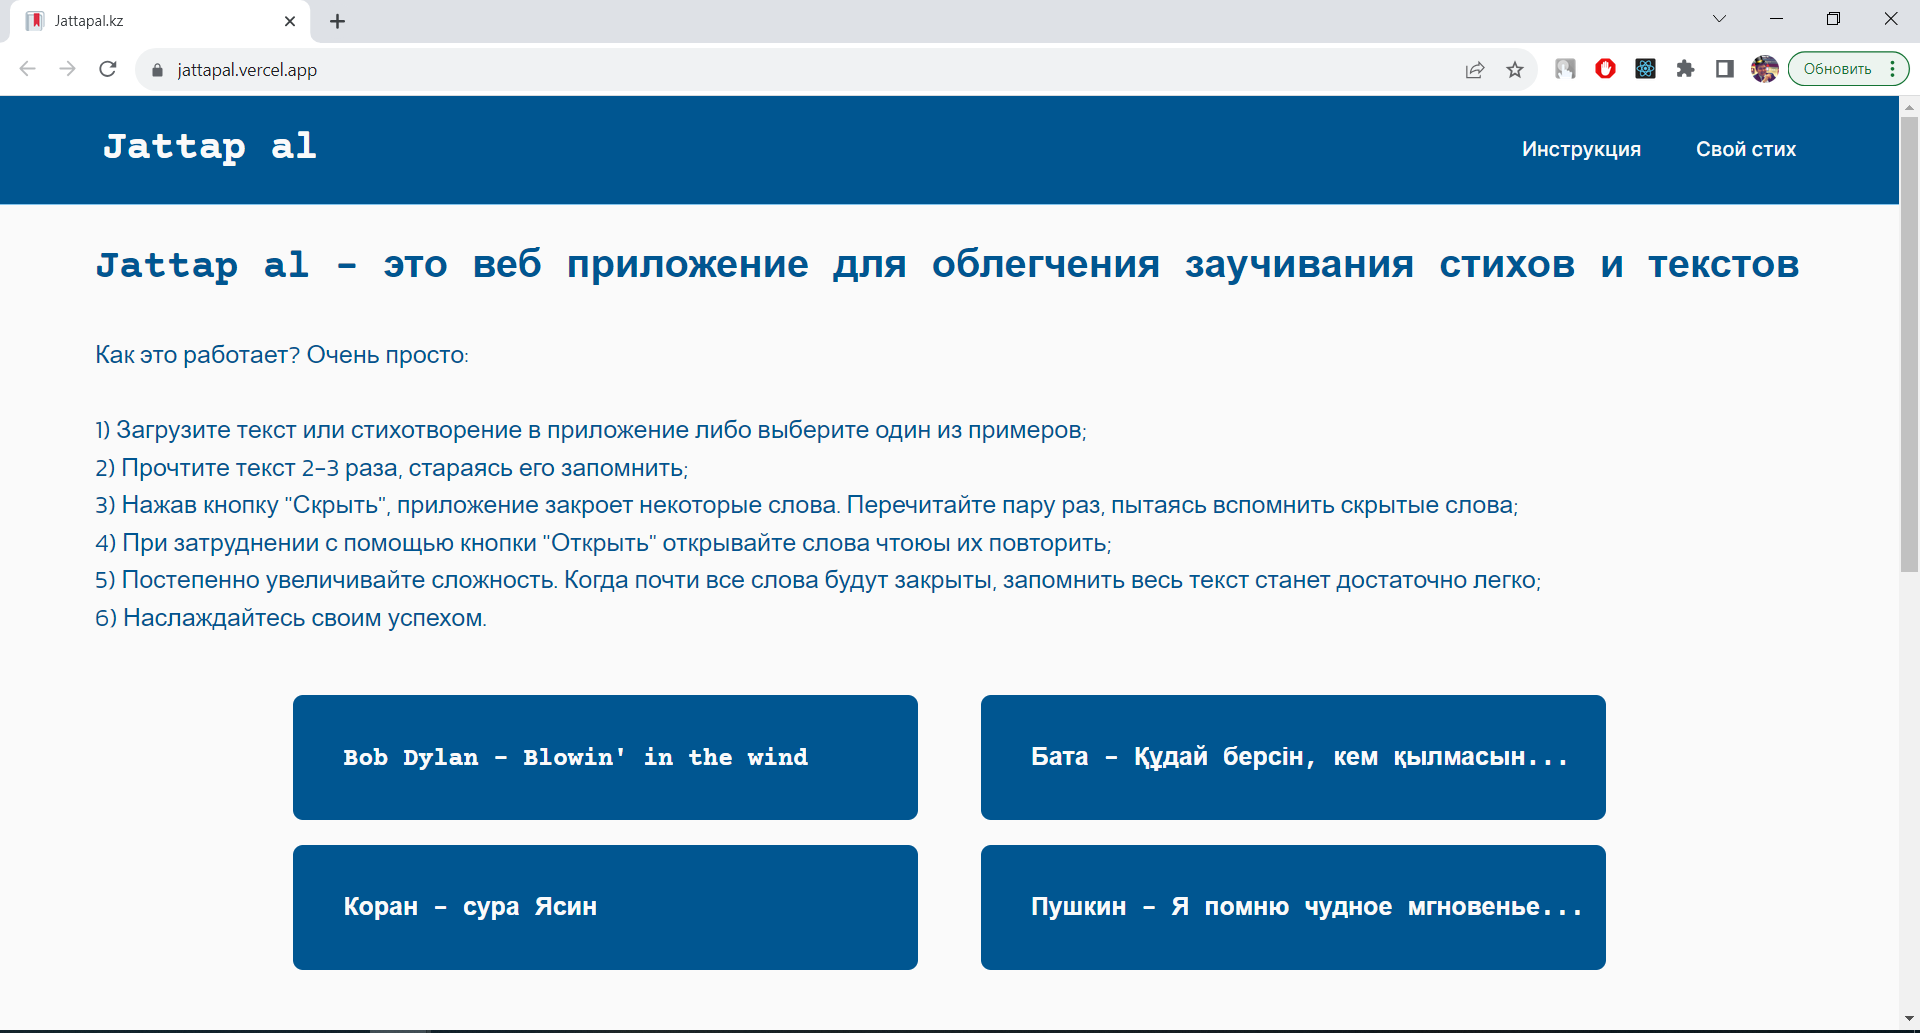 Jattapal.kz
jattapal.vercel.app
Обновить
Jattap al
Инструкция
Свой стих
Jattap al - это веб приложение для облегчения заучивания стихов и текстов
Как это работает? Очень просто:
1) Загрузите текст или стихотворение в приложение либо выберите один из примеров;
2) Прочтите текст 2-3 раза, стараясь его запомнить;
3) Нажав кнопку "Скрыть", приложение закроет некоторые слова. Перечитайте пару раз, пытаясь вспомнить скрытые слова;
4) При затруднении с помощью кнопки "Открыть" открывайте слова чтоюы их повторить;
5) Постепенно увеличивайте сложность. Когда почти все слова будут закрыты, запомнить весь текст станет достаточно легко;
6) Наслаждайтесь своим успехом.
Bob Dylan - Blowin' in the wind
Бата - Құдай берсін, кем қылмасын...
Коран - сура Ясин
Пушкин - Я помню чудное мгновенье...